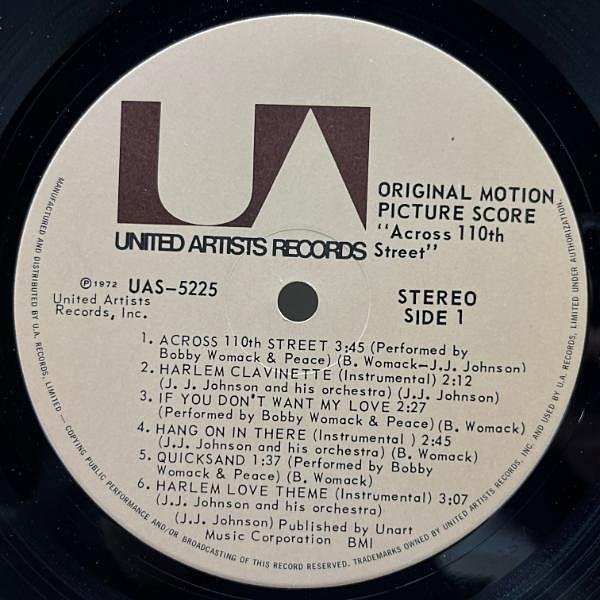 UA
UNITED ARTISTS RECORDS
ORIGINAL MOTION
PICTURE SCORE
"Across 110th
Street"
Ⓟ1972 UAS-5225
United Artists
Records, Inc.
STEREO
SIDE 1
1. ACROSS 110th STREET 3:45 (Performed by
Bobby Womack & Peace) (B. Womack-J.J. Johnson)
2. HARLEM CLAVINETTE (Instrumental) 2:12
(J. J. Johnson and his orchestra) (J.J. Johnson)
3. IF YOU DON'T WANT MY LOVE 2:27
(Performed by Bobby Womack & Peace) (B. Womack)
4. HANG ON IN THERE (Instrumental ) 2:45
(J.J. Johnson and his orchestra) (B. Womack)
5. QUICKSAND 1:37 (Performed by Bobby
Womack & Peace) (B. Womack)
6. HARLEM LOVE THEME (Instrumental) 3:07
(J.J. Johnson and his orchestra)
(J.J. Johnson) Published by Unart
Music Corporation BMI
MANUFACTURED AND DISTRIBUTED BY U.A. RECORDS, LIMITED — COPYING, PUBLIC PERFORMANCE AND/OR BROADCASTING OF THIS RECORD RESERVED. TRADEMARKS OWNED BY UNITED ARTISTS RECORDS, INC. AND USED BY U.A. RECORDS, LIMITED UNDER AUTHORIZATION.